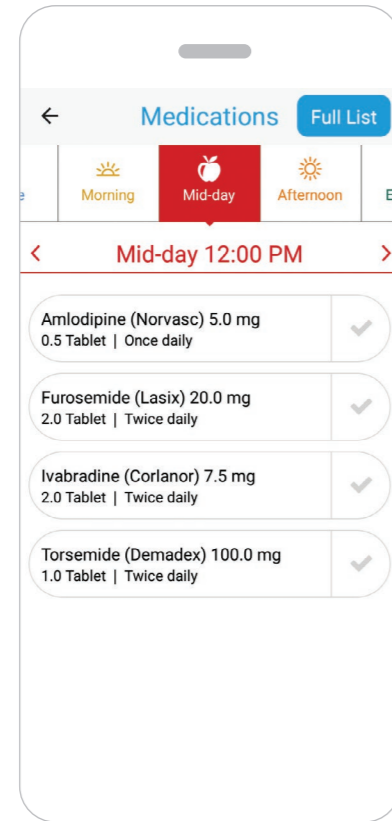 Medications Full List
e Morning Mid-day Afternoon E
Mid-day 12:00 PM
Amlodipine (Norvasc) 5.0 mg
0.5 Tablet | Once daily
Furosemide (Lasix) 20.0 mg
2.0 Tablet | Twice daily
Ivabradine (Corlanor) 7.5 mg
2.0 Tablet | Twice daily
Torsemide (Demadex) 100.0 mg
1.0 Tablet | Twice daily